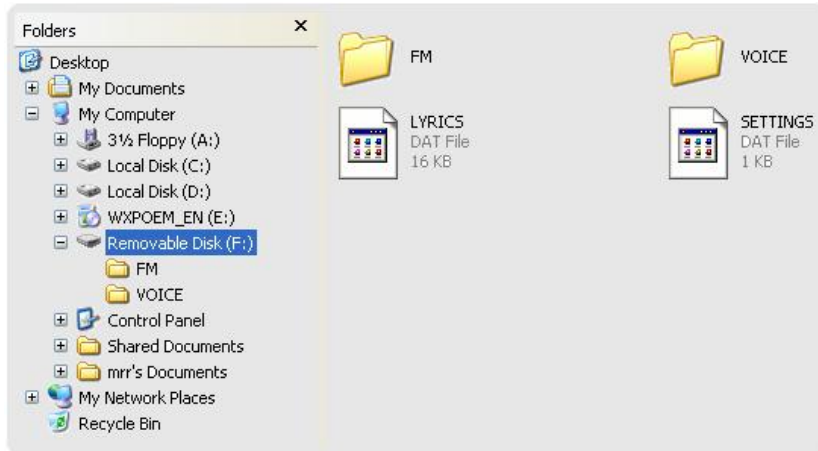 Folders
Desktop
My Documents
My Computer
3½ Floppy (A:)
Local Disk (C:)
Local Disk (D:)
WXPOEM_EN (E:)
Removable Disk (F:)
FM
VOICE
Control Panel
Shared Documents
mrr's Documents
My Network Places
Recycle Bin
FM
VOICE
LYRICS
DAT File
16 KB
SETTINGS
DAT File
1 KB